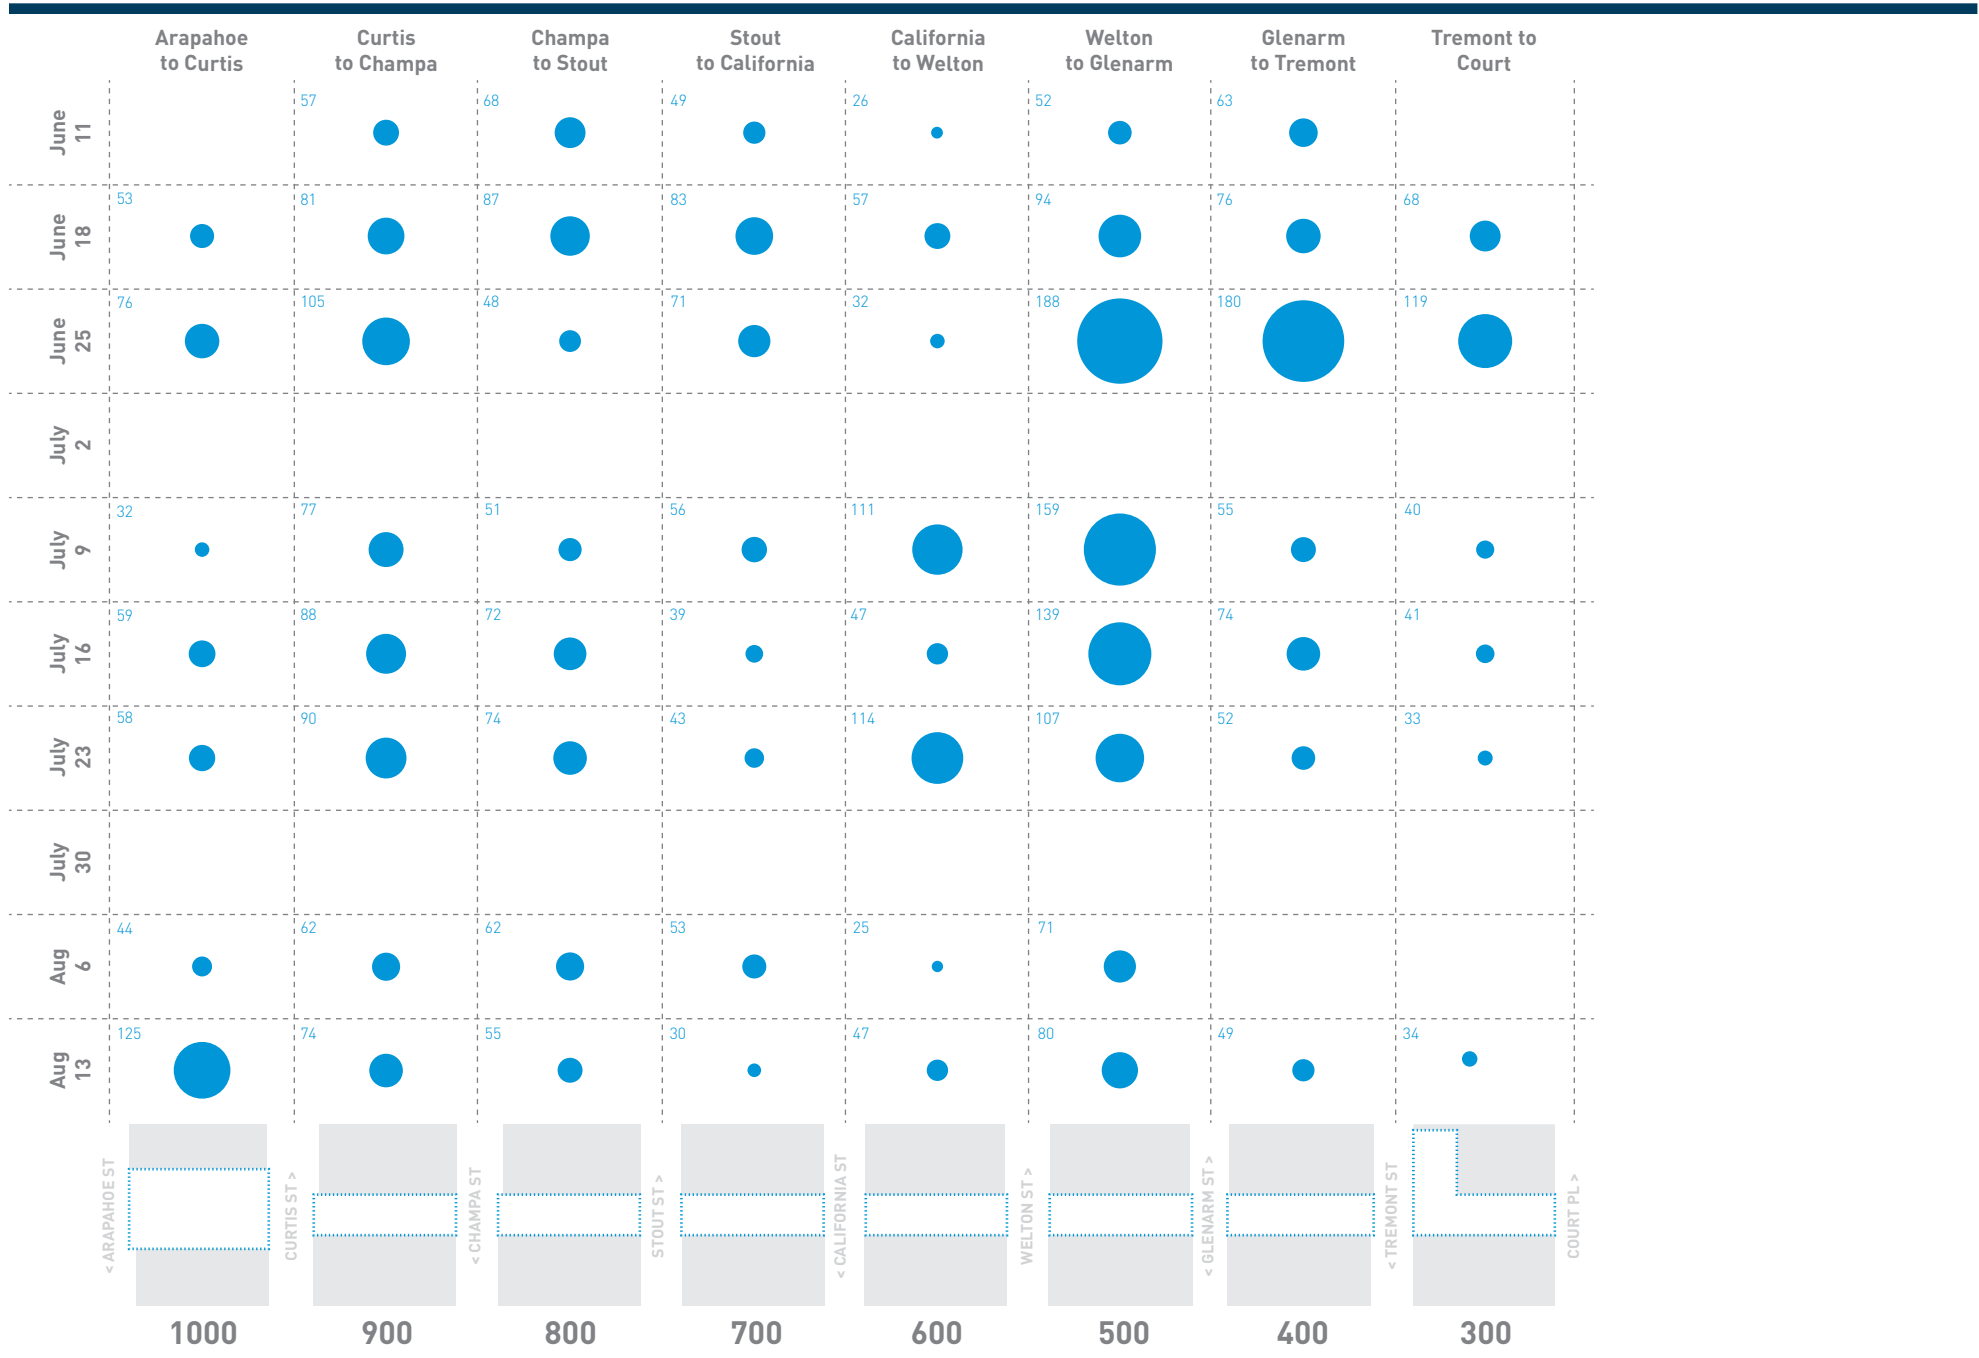 Arapahoe
to Curtis
Curtis
to Champa
Champa
to Stout
Stout
to California
California
to Welton
Welton
to Glenarm
Glenarm
to Tremont
Tremont to
Court
June
11
57
68
49
26
52
63
June
18
53
81
87
83
57
94
76
68
June
25
76
105
48
71
32
188
180
119
July
2
July
9
32
77
51
56
111
159
55
40
July
16
59
88
72
39
47
139
74
41
July
23
58
90
74
43
114
107
52
33
July
30
Aug
6
44
62
62
53
25
71
Aug
13
125
74
55
30
47
80
49
34
< ARAPAHOE ST
CURTIS ST >
< CHAMPA ST
STOUT ST >
< CALIFORNIA ST
WELTON ST >
< GLENARM ST >
< TREMONT ST
COURT PL >
1000
900
800
700
600
500
400
300